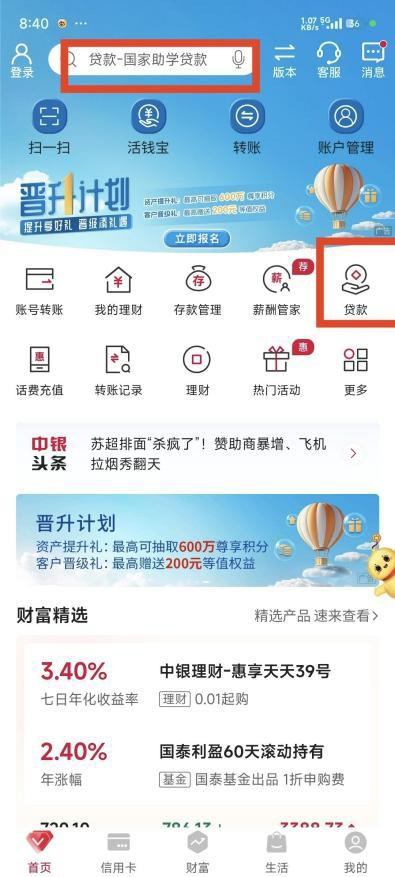 8:40
1.07 KB/s 5G 36
登录
贷款-国家助学贷款
版本
客服
消息
扫一扫
活钱宝
转账
账户管理
晋升计划
提升享好礼 晋级添礼遇
资产提升礼:最高可抽取600万尊享积分
客户晋级礼:最高赠送200元等值权益
立即报名
广告
账号转账
我的理财
存款管理
薪酬管家
荐
贷款
话费充值
转账记录
理财
热门活动
惠
更多
中银头条
苏超排面“杀疯了”!赞助商暴增、飞机
拉烟秀翻天
晋升计划
资产提升礼:最高可抽取600万尊享积分
客户晋级礼:最高赠送200元等值权益
广告
财富精选
精选产品 速来查看>
3.40%
中银理财-惠享天天39号
七日年化收益率
理财 0.01起购
2.40%
国泰利盈60天滚动持有
年涨幅
基金 国泰基金出品 1折申购费
首页
信用卡
财富
生活
我的